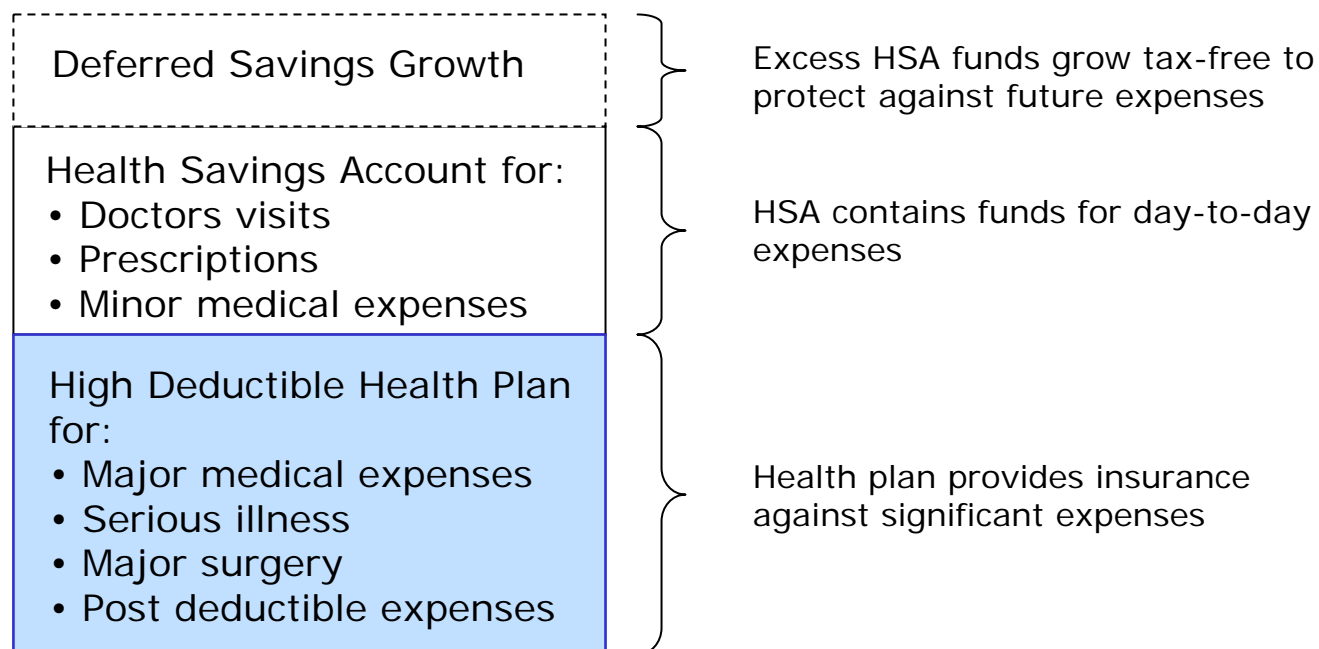 Deferred Savings Growth
Excess HSA funds grow tax-free to
protect against future expenses
Health Savings Account for:
• Doctors visits
• Prescriptions
• Minor medical expenses
HSA contains funds for day-to-day
expenses
High Deductible Health Plan
for:
• Major medical expenses
• Serious illness
• Major surgery
• Post deductible expenses
Health plan provides insurance
against significant expenses